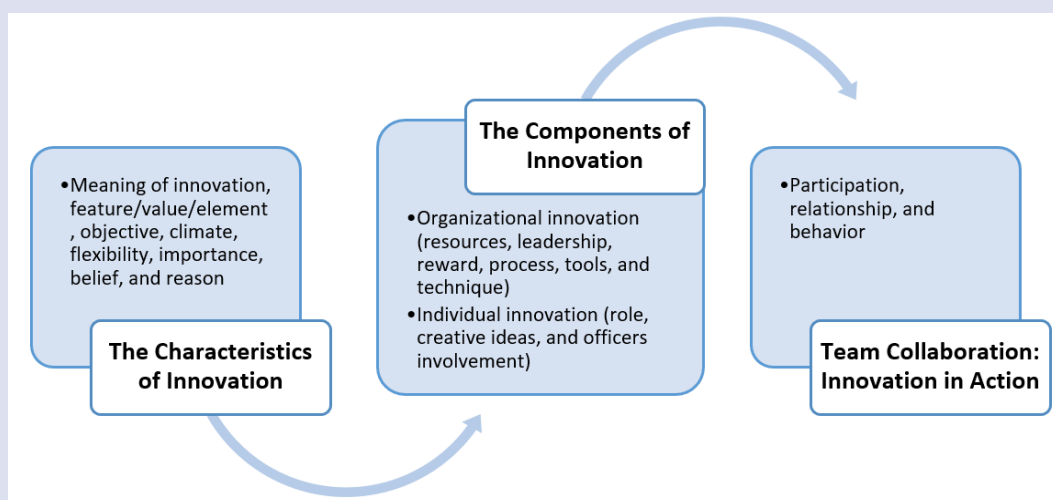 •Meaning of innovation,
feature/value/element
, objective, climate,
flexibility, importance,
belief, and reason
The Characteristics
of Innovation
The Components of
Innovation
•Organizational innovation
(resources, leadership,
reward, process, tools, and
technique)
•Individual innovation (role,
creative ideas, and officers
involvement)
•Participation,
relationship, and
behavior
Team Collaboration:
Innovation in Action